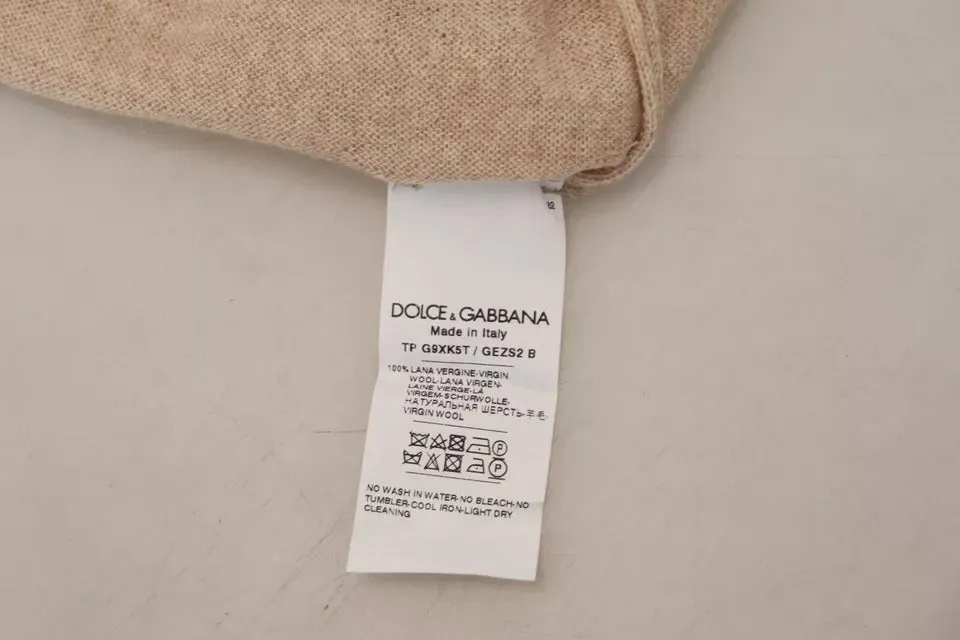 82
DOLCE & GABBANA
Made in Italy
TP G9XK5T / GEZS2 B
100% LANA VERGINE-VIRGIN
WOOL-LANA VIRGEN-
LAINE VIERGE-LÃ
VIRGEM-SCHURWOLLE-
НАТУРАЛЬНАЯ ШЕРСТЬ-羊毛-
VIRGIN WOOL
P
P
NO WASH IN WATER-NO BLEACH-NO
TUMBLER-COOL IRON-LIGHT DRY
CLEANING